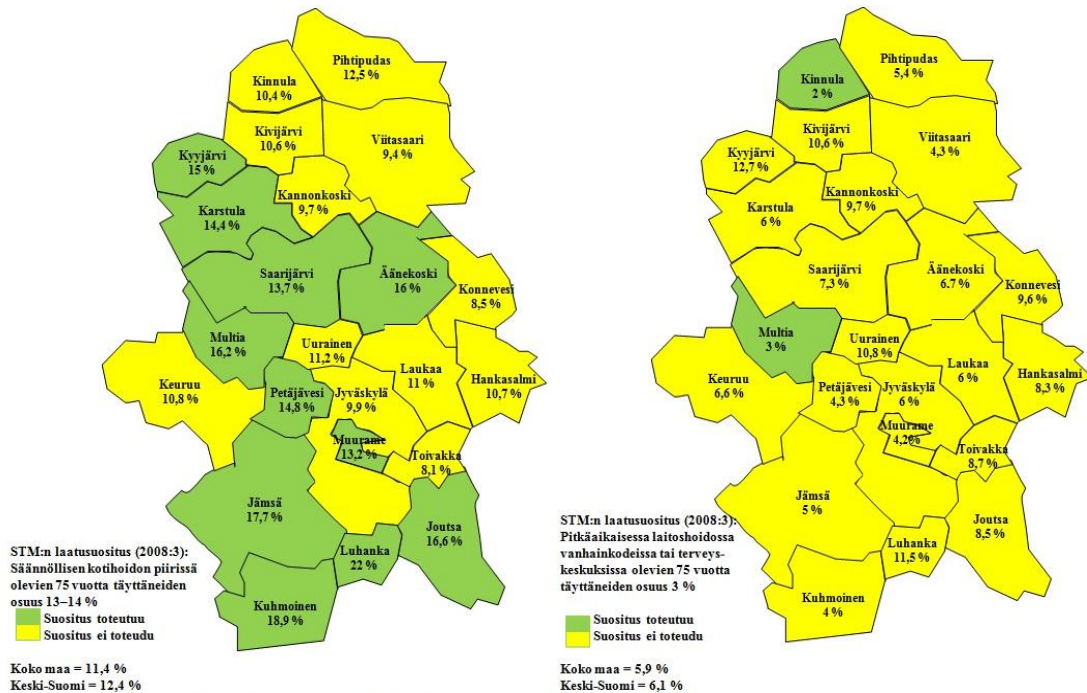 Pihtipudas
12,5 %
Kinnula
10,4 %
Kivijärvi
10,6 %
Viitasaari
9,4 %
Kyyjärvi
15 %
Kannonkoski
9,7 %
Karstula
14,4 %
Saarijärvi
13,7 %
Äänekoski
16 %
Konnevesi
8,5 %
Multia
16,2 %
Uurainen
11,2 %
Laukaa
11 %
Hankasalmi
10,7 %
Keuruu
10,8 %
Petäjävesi
14,8 %
Jyväskylä
9,9 %
Muurame
13,2 %
Toivakka
8,1 %
Jämsä
17,7 %
Joutsa
16,6 %
Luhanka
22 %
Kuhmoinen
18,9 %
STM:n laatusuositus (2008:3):
Säännöllisen kotihoidon piirissä
olevien 75 vuotta täyttäneiden
osuus 13–14 %
Suositus toteutuu
Suositus ei toteudu
Koko maa = 11,4 %
Keski-Suomi = 12,4 %
Pihtipudas
5,4 %
Kinnula
2 %
Kivijärvi
10,6 %
Viitasaari
4,3 %
Kyyjärvi
12,7 %
Kannonkoski
9,7 %
Karstula
6 %
Saarijärvi
7,3 %
Äänekoski
6.7 %
Konnevesi
9,6 %
Multia
3 %
Uurainen
10,8 %
Laukaa
6 %
Hankasalmi
8,3 %
Keuruu
6,6 %
Petäjävesi
4,3 %
Jyväskylä
6 %
Muurame
4,2%
Toivakka
8,7 %
Jämsä
5 %
Joutsa
8,5 %
Luhanka
11,5 %
Kuhmoinen
4 %
STM:n laatusuositus (2008:3):
Pitkäaikaisessa laitoshoidossa
vanhainkodeissa tai terveys-
keskuksissa olevien 75 vuotta
täyttäneiden osuus 3 %
Suositus toteutuu
Suositus ei toteudu
Koko maa = 5,9 %
Keski-Suomi = 6,1 %